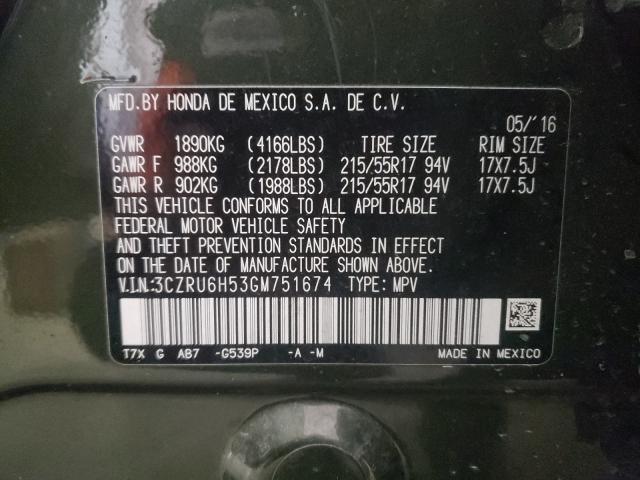 MFD.BY HONDA DE MEXICO S.A. DE C.V.
05/'16
GVWR 1890KG (4166LBS) TIRE SIZE RIM SIZE
GAWR F 988KG (2178LBS) 215/55R17 94V 17X7.5J
GAWR R 902KG (1988LBS) 215/55R17 94V 17X7.5J
THIS VEHICLE CONFORMS TO ALL APPLICABLE
FEDERAL MOTOR VEHICLE SAFETY
AND THEFT PREVENTION STANDARDS IN EFFECT
ON THE DATE OF MANUFACTURE SHOWN ABOVE.
V.I.N:3CZRU6H53GM751674 TYPE: MPV
T7X G AB7 -G539P -A -M MADE IN MEXICO